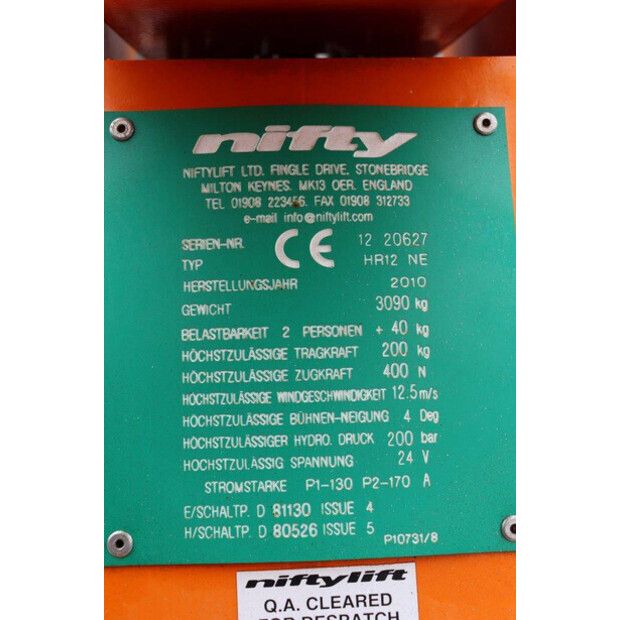 nifty
NIFTYLIFT LTD. FINGLE DRIVE, STONEBRIDGE
MILTON KEYNES. MK13 OER. ENGLAND
TEL 01908 223456. FAX 01908 312733
e-mail info@niftylift.com
SERIEN-NR. CE 12 20627
TYP HR12 NE
HERSTELLUNGSJAHR 2010
GEWICHT 3090 kg
BELASTBARKEIT 2 PERSONEN + 40 kg
HÖCHSTZULÄSSIGE TRAGKRAFT 200 kg
HÖCHSTZULÄSSIGE ZUGKRAFT 400 N
HÖCHSTZULÄSSIGE WINDGESCHWINDIGKEIT 12.5 m/s
HÖCHSTZULÄSSIGE BÜHNEN-NEIGUNG 4 Deg
HÖCHSTZULÄSSIGER HYDRO. DRUCK 200 bar
HÖCHSTZULÄSSIG SPANNUNG 24 V
STROMSTARKE P1-130 P2-170 A
E/SCHALTP. D 81130 ISSUE 4
H/SCHALTP. D 80526 ISSUE 5
P10731/8
niftylift
Q.A. CLEARED
FOR DESPATCH